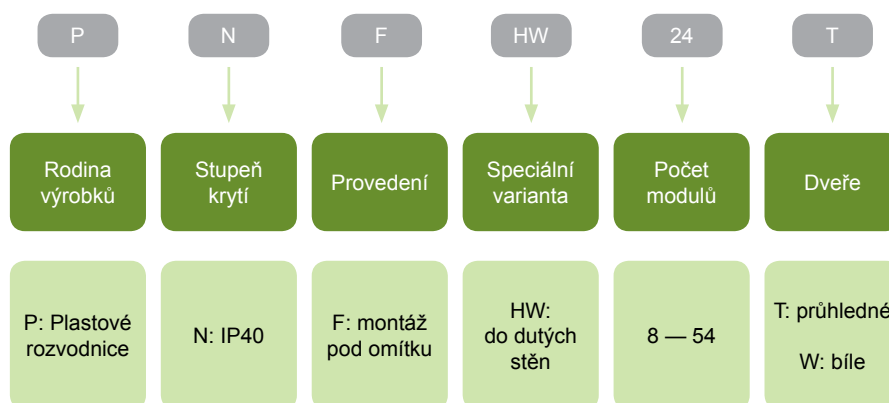 P
N
F
HW
24
T
Rodina
výrobků
Stupeň
krytí
Provedení
Speciální
varianta
Počet
modulů
Dveře
P: Plastové
rozvodnice
N: IP40
F: montáž
pod omítku
HW:
do dutých
stěn
8 — 54
T: průhledné
W: bíle